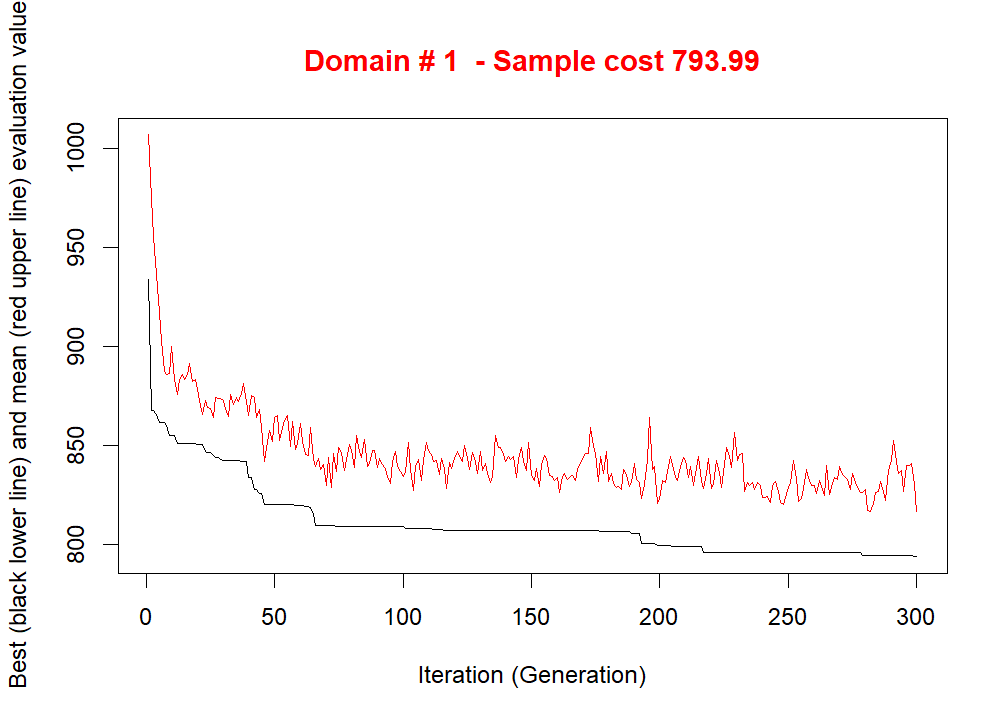 Domain # 1  - Sample cost 793.99
Best (black lower line) and mean (red upper line) evaluation value
1000
950
900
850
800
0 50 100 150 200 250 300
Iteration (Generation)